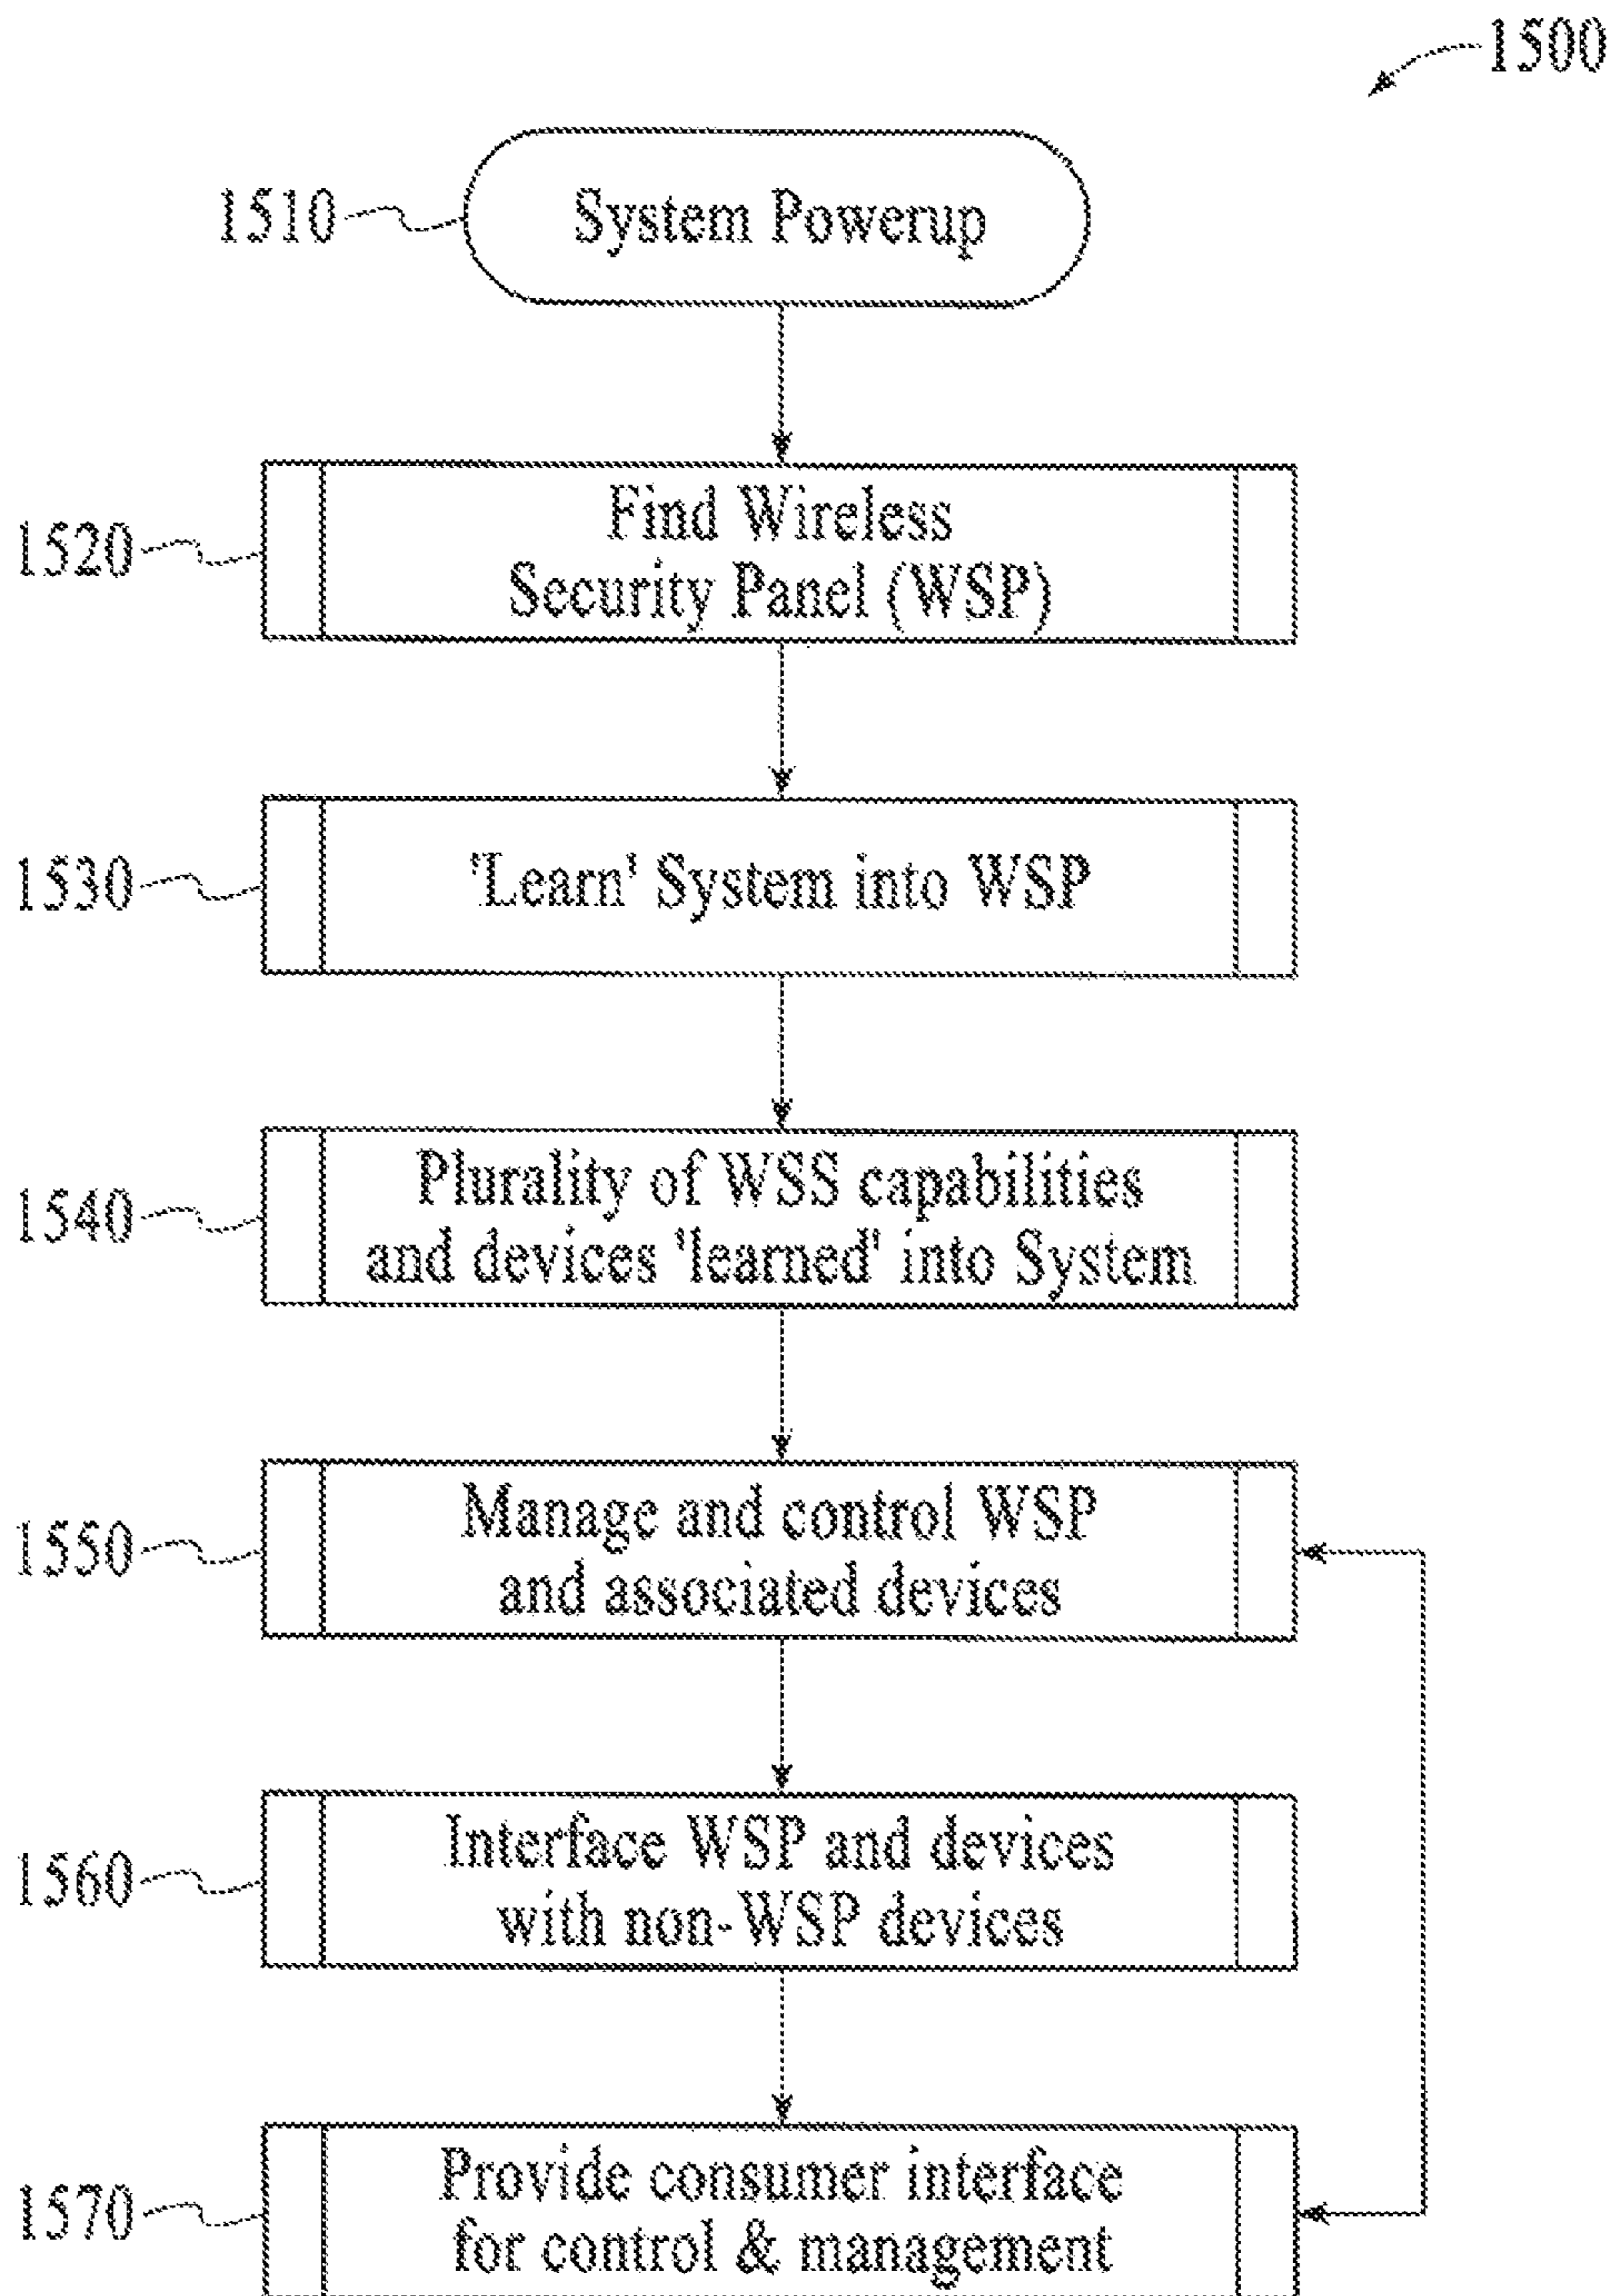 1500
1510
System Powerup
1520
Find Wireless
Security Panel (WSP)
1530
'Learn' System into WSP
1540
Plurality of WSS capabilities
and devices 'learned' into System
1550
Manage and control WSP
and associated devices
1560
Interface WSP and devices
with non-WSP devices
1570
Provide consumer interface
for control & management